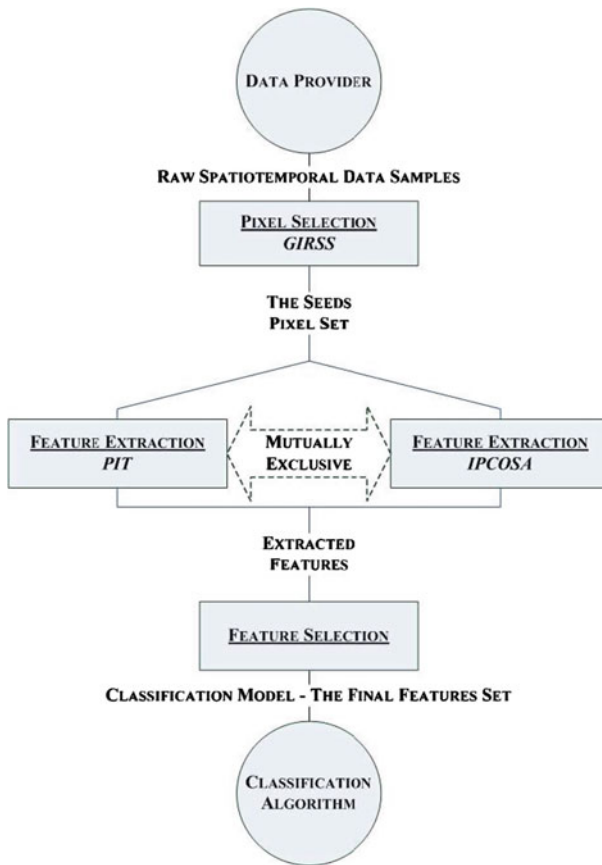 DATA PROVIDER
RAW SPATIOTEMPORAL DATA SAMPLES
PIXEL SELECTION
GIRSS
THE SEEDS
PIXEL SET
FEATURE EXTRACTION
PIT
MUTUALLY
EXCLUSIVE
FEATURE EXTRACTION
IPCOSA
EXTRACTED
FEATURES
FEATURE SELECTION
CLASSIFICATION MODEL - THE FINAL FEATURES SET
CLASSIFICATION
ALGORITHM